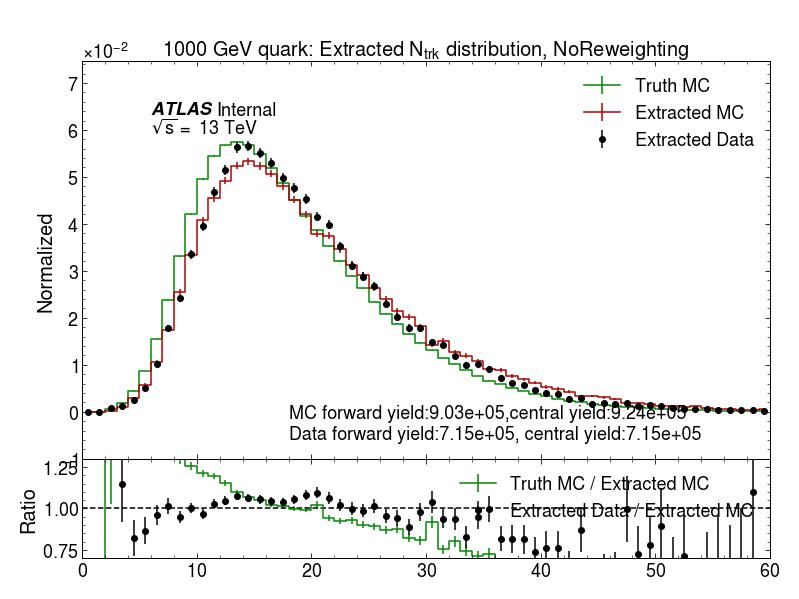 ×10⁻² 1000 GeV quark: Extracted Ntrk distribution, NoReweighting
7
Truth MC
ATLAS Internal
Extracted MC
√s = 13 TeV
Extracted Data
6
5
4
Normalized
3
2
1
0
MC forward yield:9.03e+05,central yield:9.24e+05
Data forward yield:7.15e+05, central yield:7.15e+05
1
1.25
Truth MC / Extracted MC
Ratio
1.00
Extracted Data / Extracted MC
0.75
0 10 20 30 40 50 60